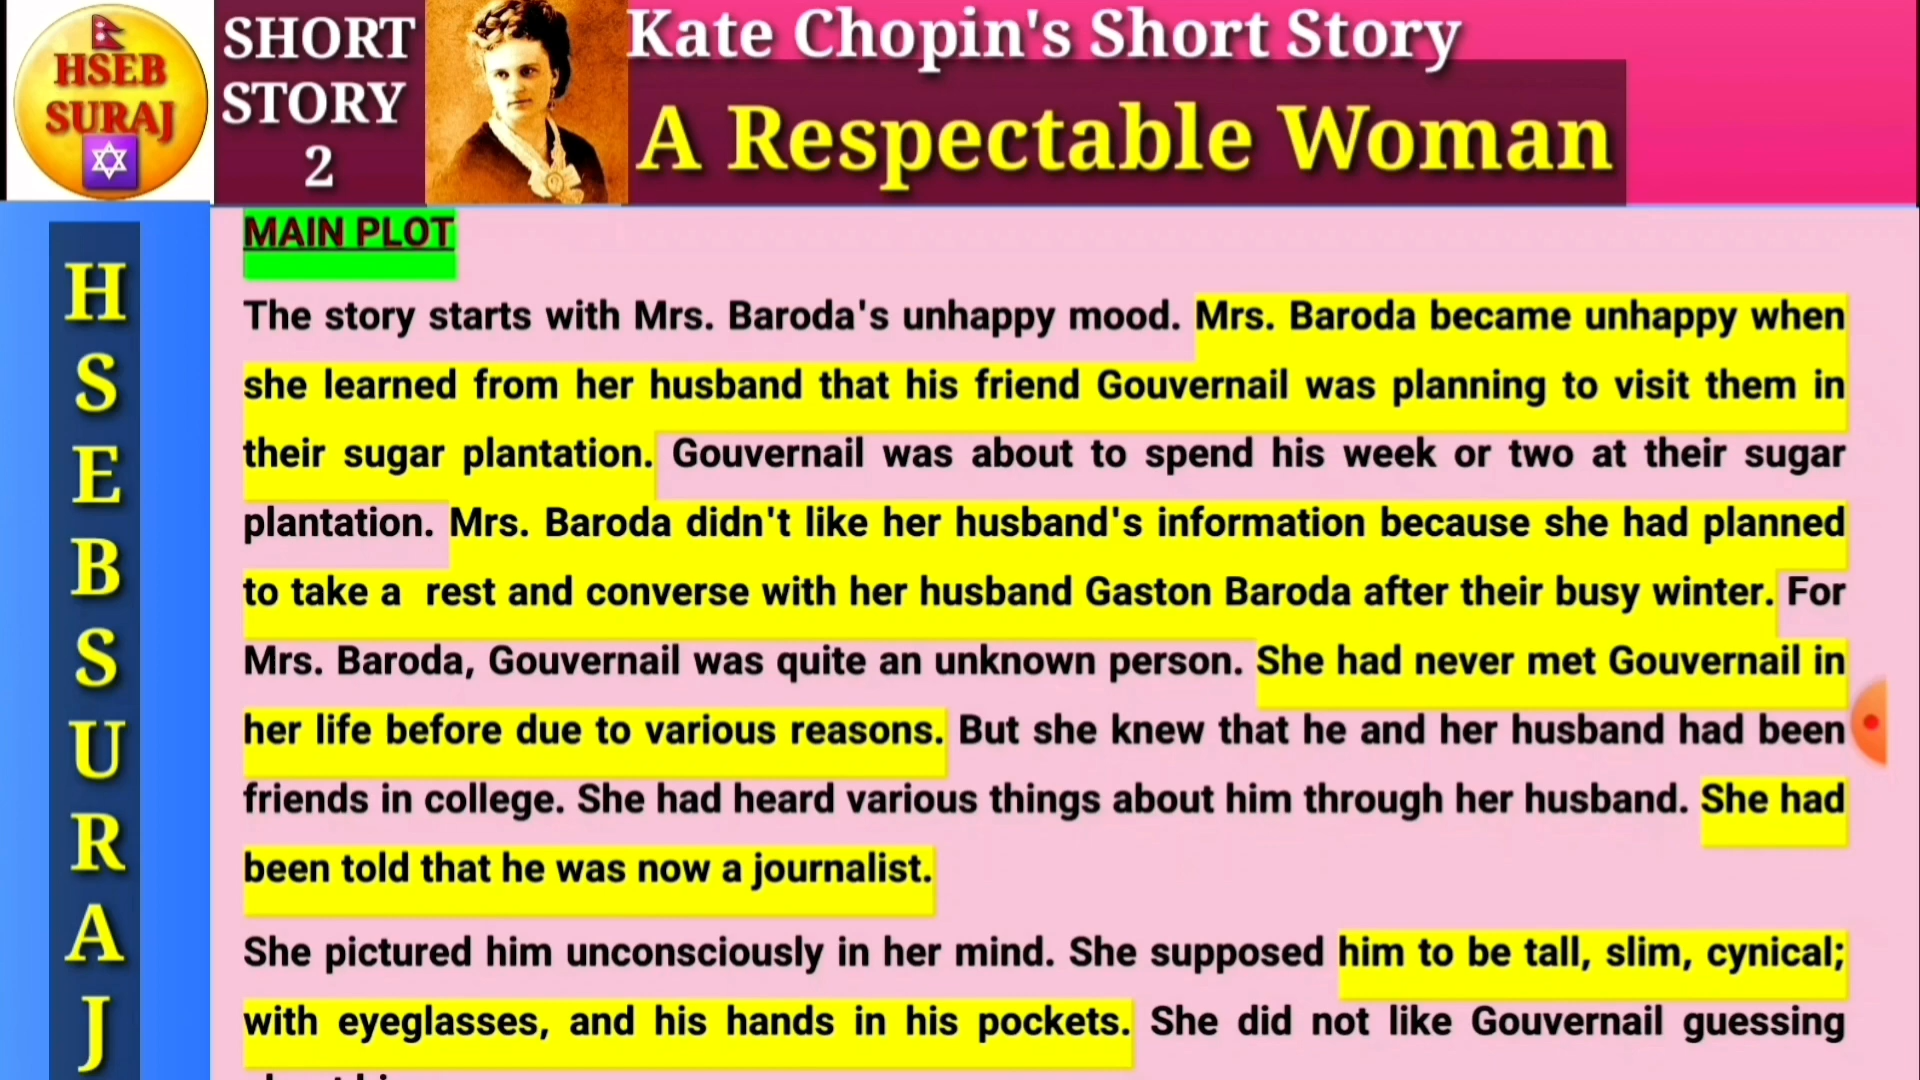 HSEB
SURAJ
SHORT
STORY
2
Kate Chopin's Short Story
A Respectable Woman
H
S
E
B
S
U
R
A
J
MAIN PLOT
The story starts with Mrs. Baroda's unhappy mood. Mrs. Baroda became unhappy when
she learned from her husband that his friend Gouvernail was planning to visit them in
their sugar plantation. Gouvernail was about to spend his week or two at their sugar
plantation. Mrs. Baroda didn't like her husband's information because she had planned
to take a rest and converse with her husband Gaston Baroda after their busy winter. For
Mrs. Baroda, Gouvernail was quite an unknown person. She had never met Gouvernail in
her life before due to various reasons. But she knew that he and her husband had been
friends in college. She had heard various things about him through her husband. She had
been told that he was now a journalist.
She pictured him unconsciously in her mind. She supposed him to be tall, slim, cynical;
with eyeglasses, and his hands in his pockets. She did not like Gouvernail guessing